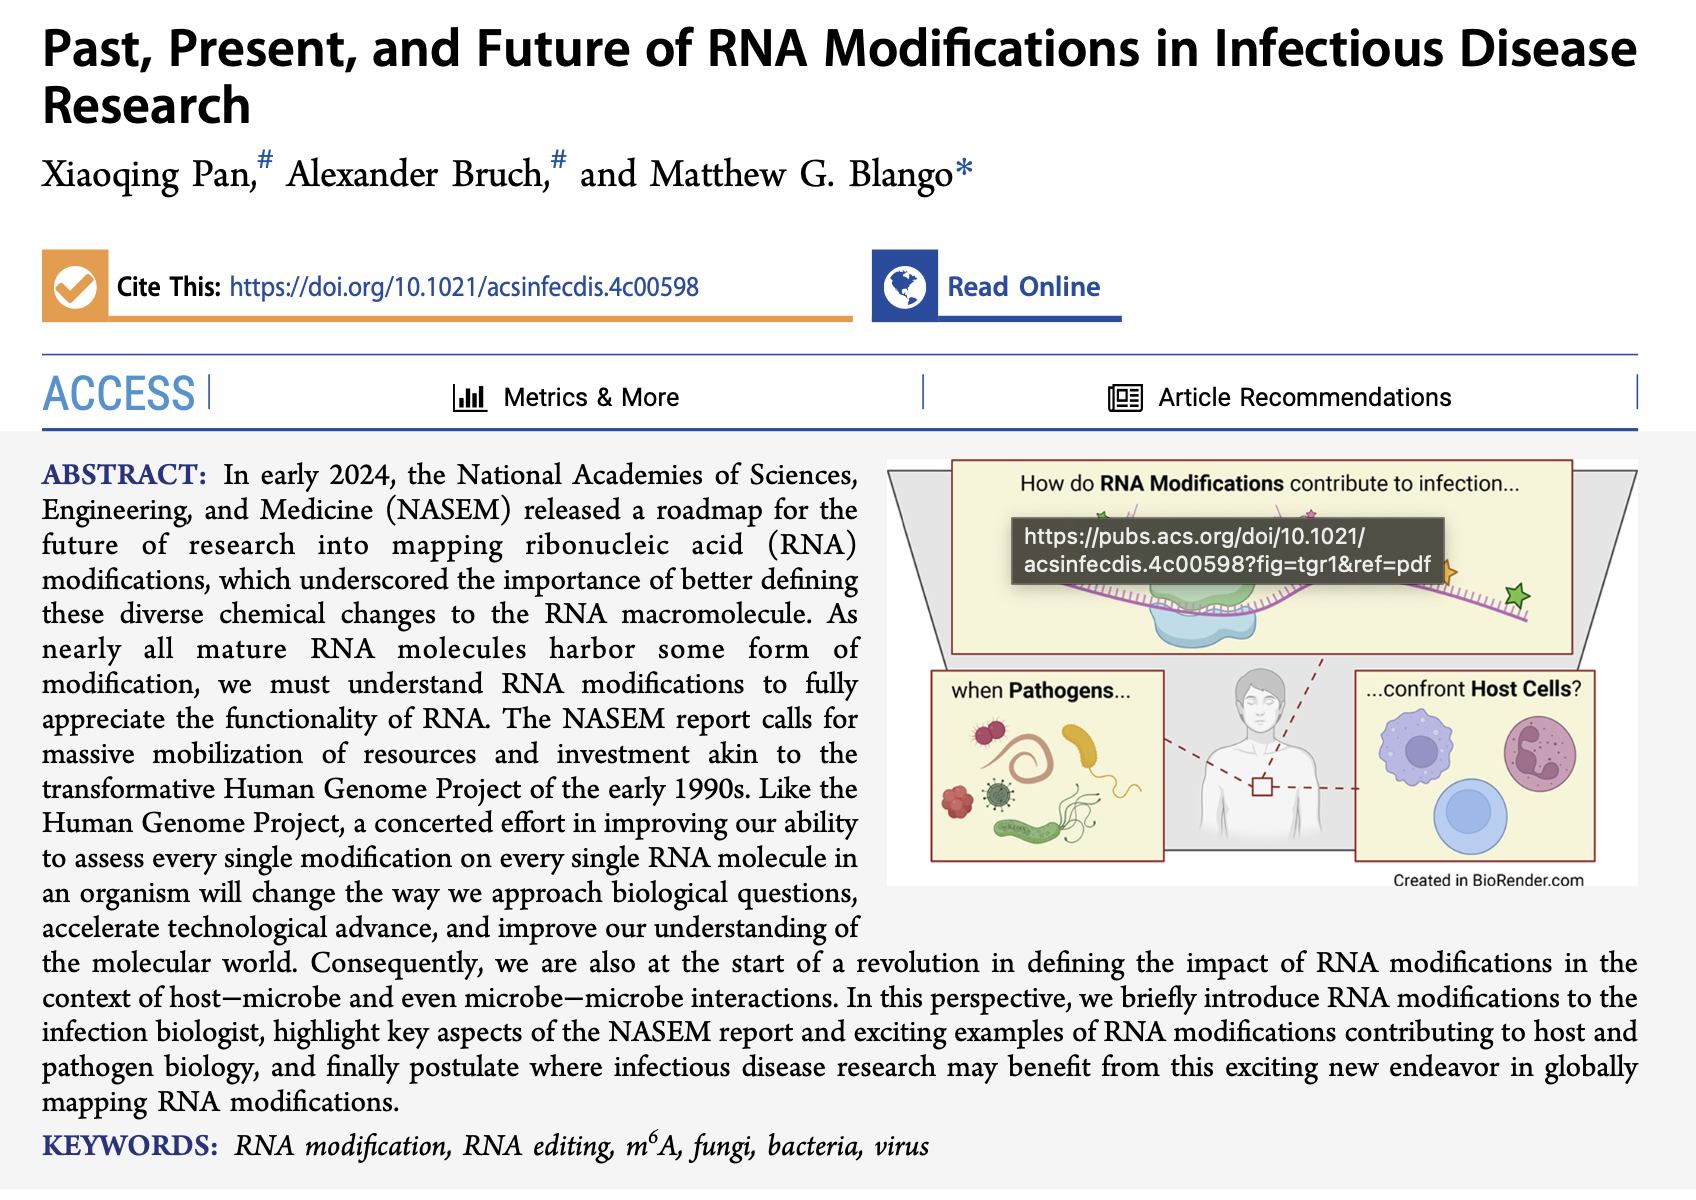 Past, Present, and Future of RNA Modifications in Infectious Disease
Research
Xiaoqing Pan,# Alexander Bruch,# and Matthew G. Blango*
Cite This: https://doi.org/10.1021/acsinfecdis.4c00598
Read Online
ACCESS
Metrics & More
Article Recommendations
ABSTRACT: In early 2024, the National Academies of Sciences,
Engineering, and Medicine (NASEM) released a roadmap for the
future of research into mapping ribonucleic acid (RNA)
modifications, which underscored the importance of better defining
these diverse chemical changes to the RNA macromolecule. As
nearly all mature RNA molecules harbor some form of
modification, we must understand RNA modifications to fully
appreciate the functionality of RNA. The NASEM report calls for
massive mobilization of resources and investment akin to the
transformative Human Genome Project of the early 1990s. Like the
Human Genome Project, a concerted effort in improving our ability
to assess every single modification on every single RNA molecule in
an organism will change the way we approach biological questions,
accelerate technological advance, and improve our understanding of
the molecular world. Consequently, we are also at the start of a revolution in defining the impact of RNA modifications in the
context of host−microbe and even microbe−microbe interactions. In this perspective, we briefly introduce RNA modifications to the
infection biologist, highlight key aspects of the NASEM report and exciting examples of RNA modifications contributing to host and
pathogen biology, and finally postulate where infectious disease research may benefit from this exciting new endeavor in globally
mapping RNA modifications.
How do RNA Modifications contribute to infection...
https://pubs.acs.org/doi/10.1021/
acsinfecdis.4c00598?fig=tgr1&ref=pdf
when Pathogens...
...confront Host Cells?
Created in BioRender.com
KEYWORDS: RNA modification, RNA editing, m⁶A, fungi, bacteria, virus